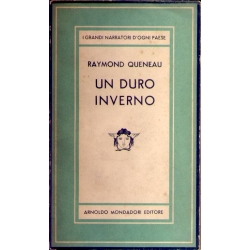 I GRANDI NARRATORI D'OGNI PAESE
RAYMOND QUENEAU
UN DURO
INVERNO
ARNOLDO MONDADORI EDITORE